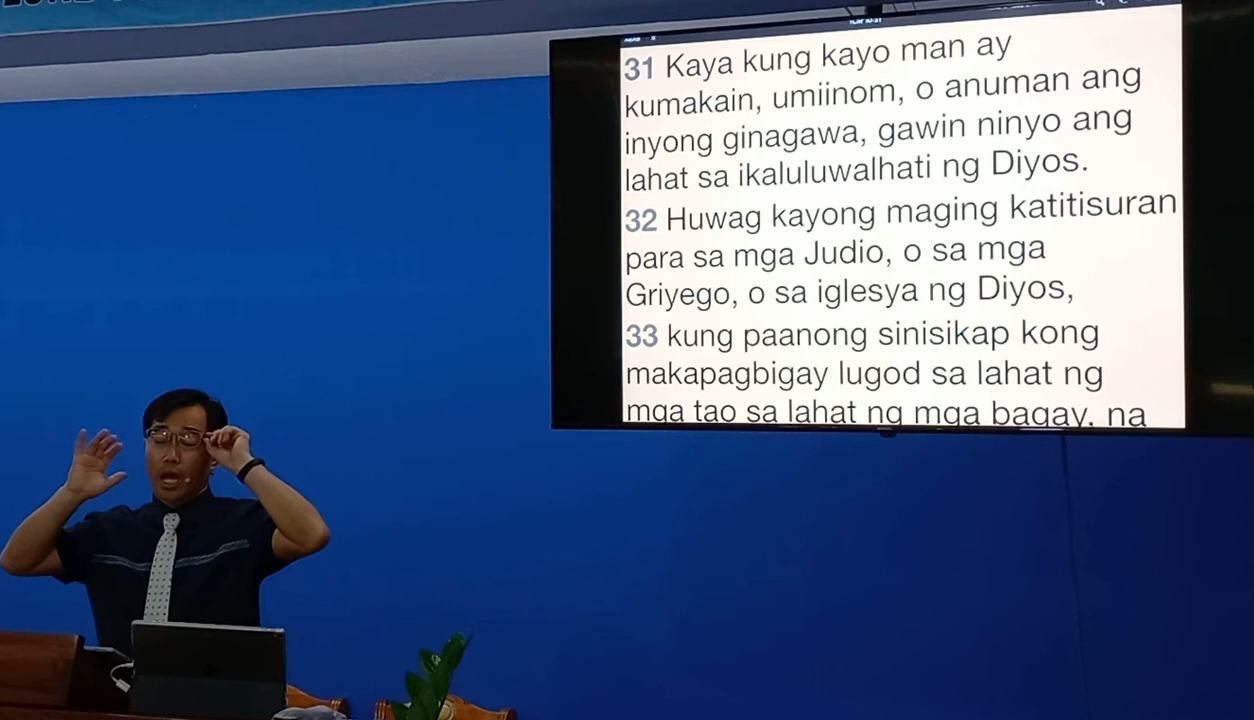 31 Kaya kung kayo man ay
kumakain, umiinom, o anuman ang
inyong ginagawa, gawin ninyo ang
lahat sa ikaluluwalhati ng Diyos.
32 Huwag kayong maging katitisuran
para sa mga Judio, o sa mga
Griyego, o sa iglesya ng Diyos,
33 kung paanong sinisikap kong
makapagbigay lugod sa lahat ng
mga tao sa lahat ng mga bagay, na